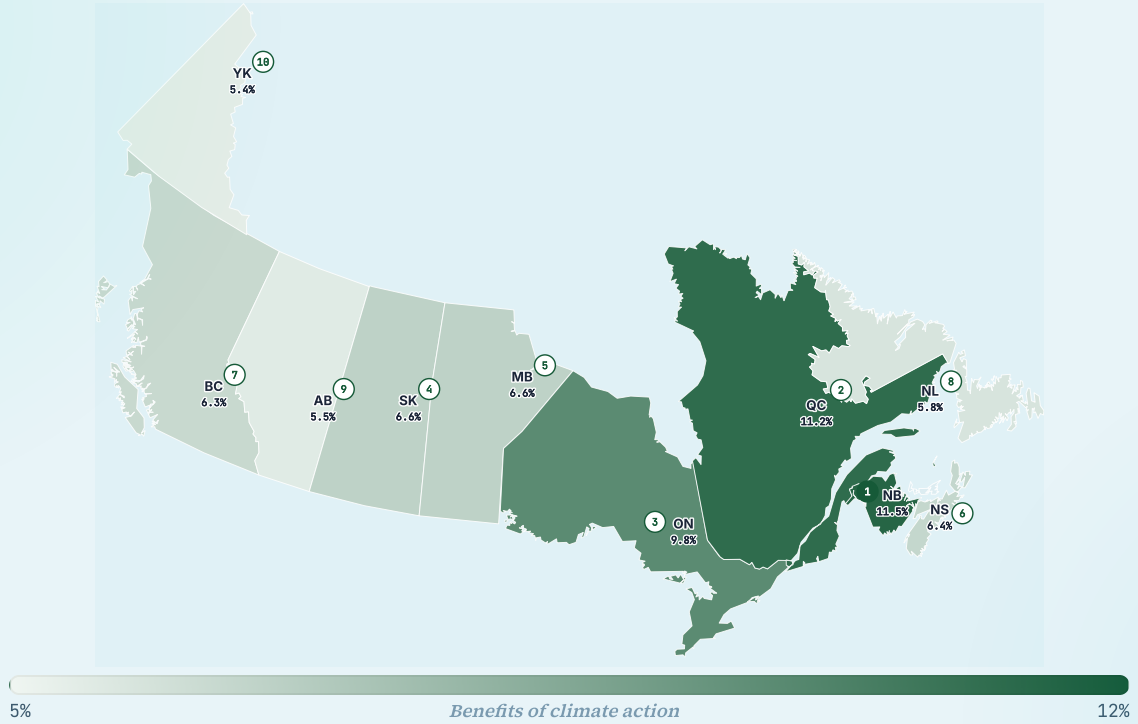 10
YK
5.4%
7
BC
6.3%
9
AB
5.5%
4
SK
6.6%
5
MB
6.6%
3
ON
9.8%
2
QC
11.2%
8
NL
5.8%
1
NB
11.5%
NS
6
6.4%
5%
Benefits of climate action
12%